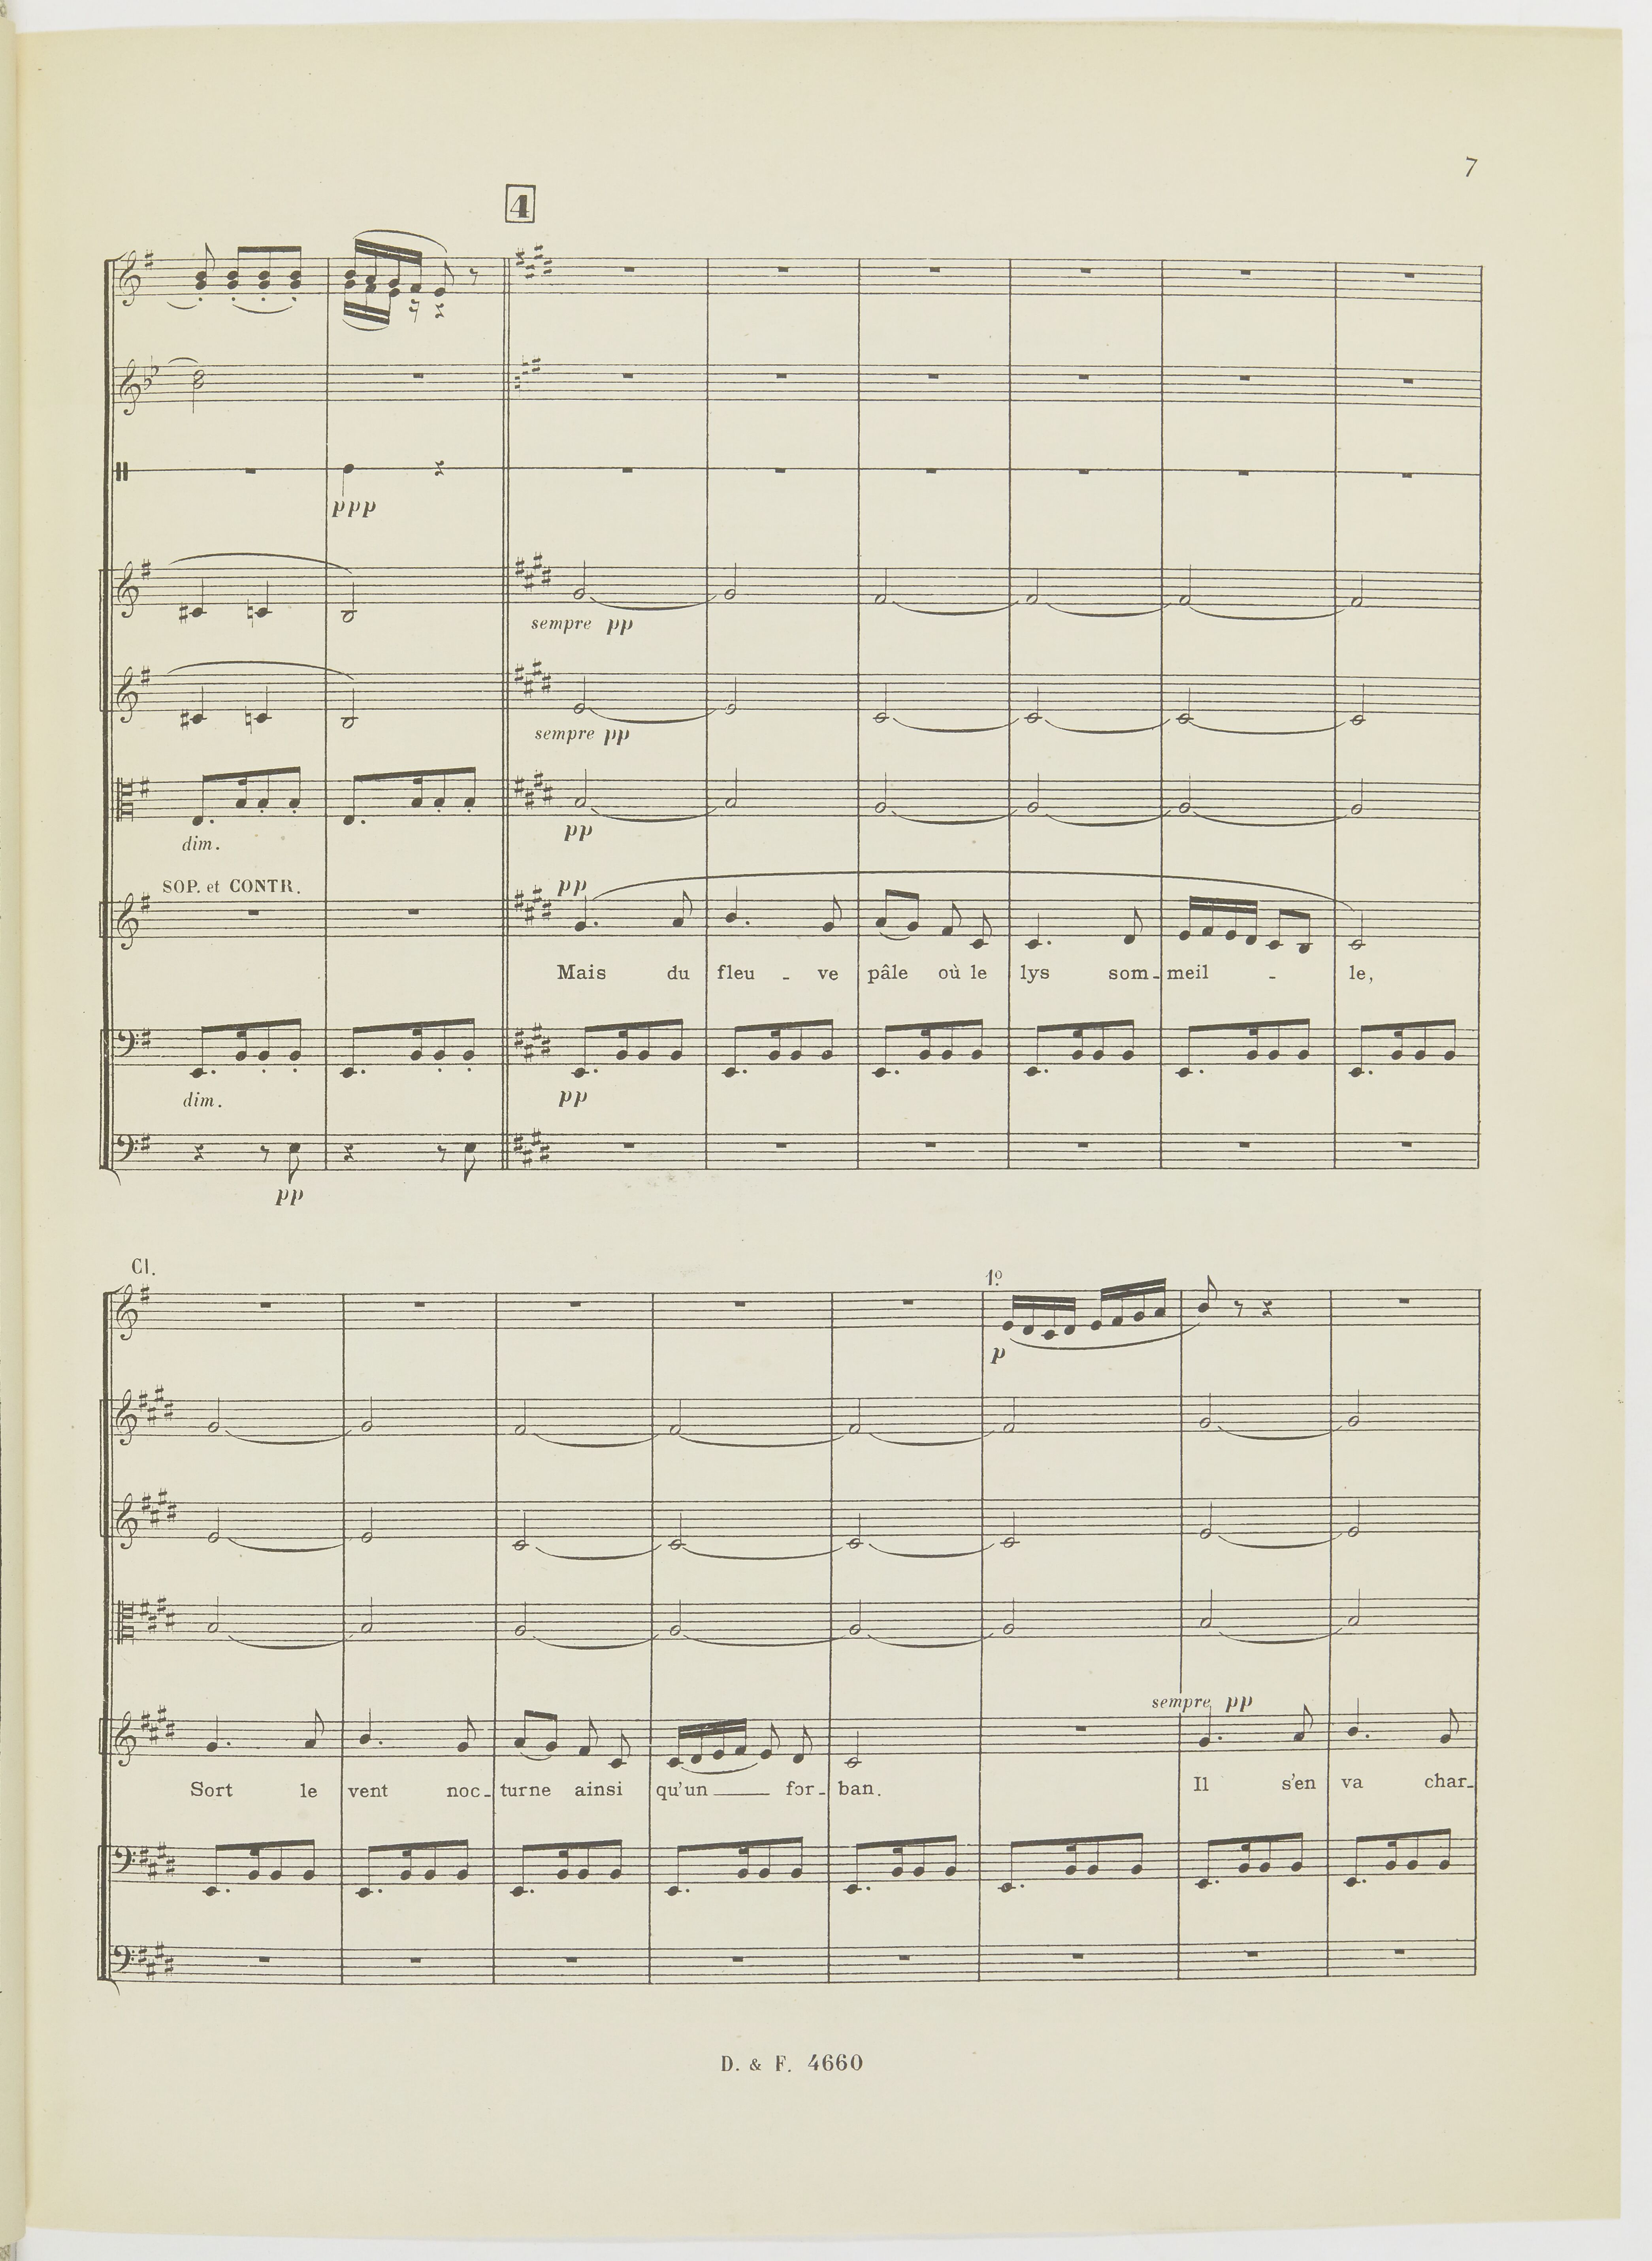 7
4
ppp
sempre pp
sempre pp
dim.
pp
SOP. et CONTR.
pp
Mais du fleu - ve pâle où le lys som - meil - le,
dim.
pp
pp
Cl.
1º
p
sempre pp
Sort le vent noc - turne ainsi qu'un for - ban. Il s'en va char -
D. & F. 4660